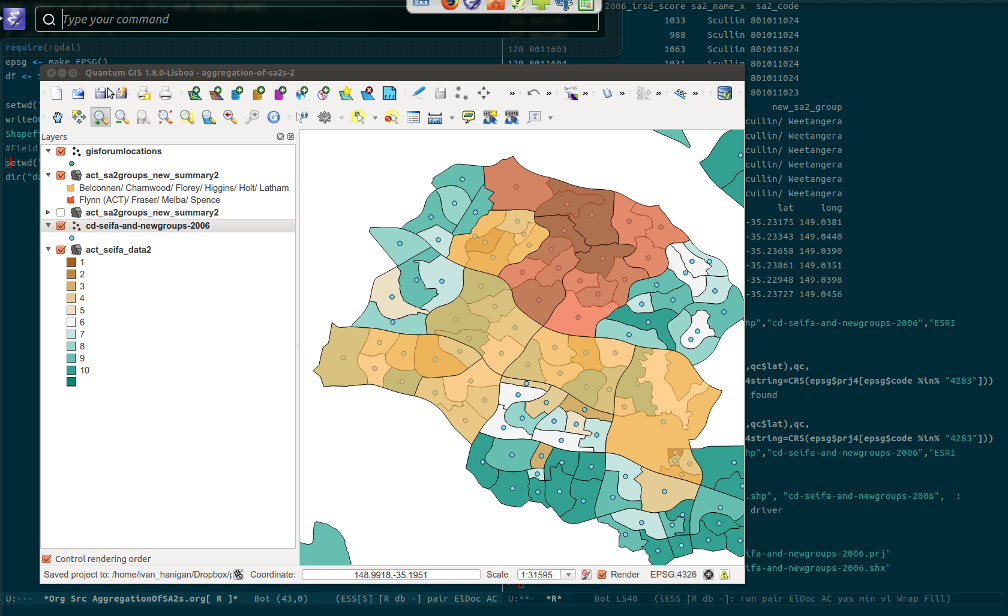 Type your command
2006_irsd_score sa2_name_x sa2_code
1033 Scullin 801011024
988 Scullin 801011024
128 8011603 1063 Scullin 801011024
801011024
801011024
801011023
new_sa2_group
cullin/ Weetangera
cullin/ Weetangera
cullin/ Weetangera
cullin/ Weetangera
cullin/ Weetangera
cullin/ Weetangera
lat long
-35.23175 149.0381
-35.23343 149.0440
-35.23658 149.0390
-35.23861 149.0351
-35.22948 149.0398
-35.23727 149.0456
hp","cd-seifa-and-newgroups-2006","ESRI
,qc$lat),qc,
4string=CRS(epsg$prj4[epsg$code %in% "4283"]))
found
,qc$lat),qc,
4string=CRS(epsg$prj4[epsg$code %in% "4283"]))
hp","cd-seifa-and-newgroups-2006","ESRI
.shp", "cd-seifa-and-newgroups-2006", :
driver
eifa-and-newgroups-2006.prj"
eifa-and-newgroups-2006.shx"
require(rgdal)
epsg <- make_EPSG()
df <-
setwd("
writeOG
Shapefi
#Field
setwd("
dir("da
Quantum GIS 1.8.0-Lisboa - aggregation-of-sa2s-2
Layers
gisforumlocations
act_sa2groups_new_summary2
Belconnen/ Charnwood/ Florey/ Higgins/ Holt/ Latham
Flynn (ACT)/ Fraser/ Melba/ Spence
act_sa2groups_new_summary2
cd-seifa-and-newgroups-2006
act_seifa_data2
1
2
3
4
5
6
7
8
9
10
Control rendering order
Saved project to: /home/ivan_hanigan/Dropbox/p
Coordinate: 148.9918,-35.1951
Scale 1:31595
Render
EPSG:4326
U:--- *Org Src AggregationOfSA2s.org[ R ]* Bot (43,0) (ESS[S] [R db -] pair ElDoc AC
U:**- *R* Bot L540 (iESS [R db -]: run pair ElDoc AC yas min vl Wrap Fill)